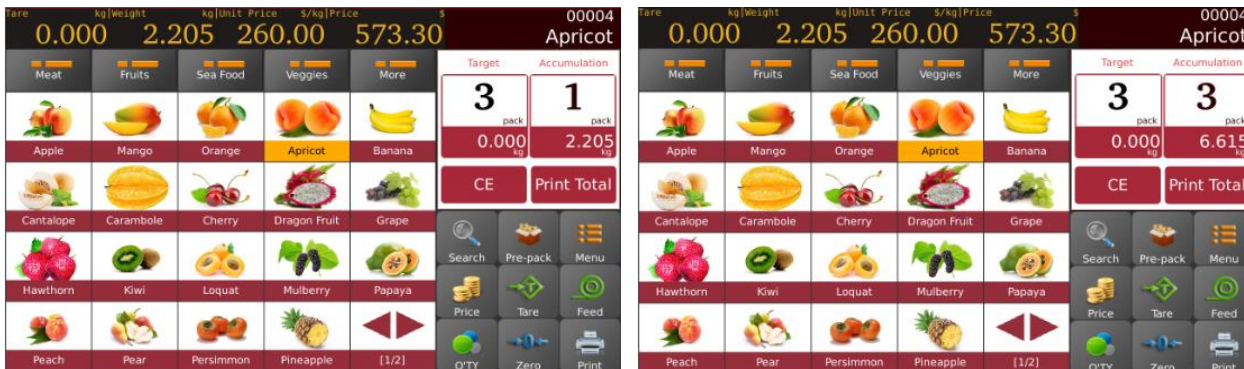 Tare kg|Weight kg|Unit Price $/kg|Price $
0.000 2.205 260.00 573.30
00004
Apricot
Meat Fruits Sea Food Veggies More
Target Accumulation
3 1
pack pack
0.000 2.205
kg kg
CE Print Total
Apple Mango Orange Apricot Banana
Cantalope Carambole Cherry Dragon Fruit Grape
Hawthorn Kiwi Loquat Mulberry Papaya
Peach Pear Persimmon Pineapple [1/2]
Search Pre-pack Menu
Price Tare Feed
Q'TY Zero Print
Tare kg|Weight kg|Unit Price $/kg|Price $
0.000 2.205 260.00 573.30
00004
Apricot
Meat Fruits Sea Food Veggies More
Target Accumulation
3 3
pack pack
0.000 6.615
kg kg
CE Print Total
Apple Mango Orange Apricot Banana
Cantalope Carambole Cherry Dragon Fruit Grape
Hawthorn Kiwi Loquat Mulberry Papaya
Peach Pear Persimmon Pineapple [1/2]
Search Pre-pack Menu
Price Tare Feed
Q'TY Zero Print